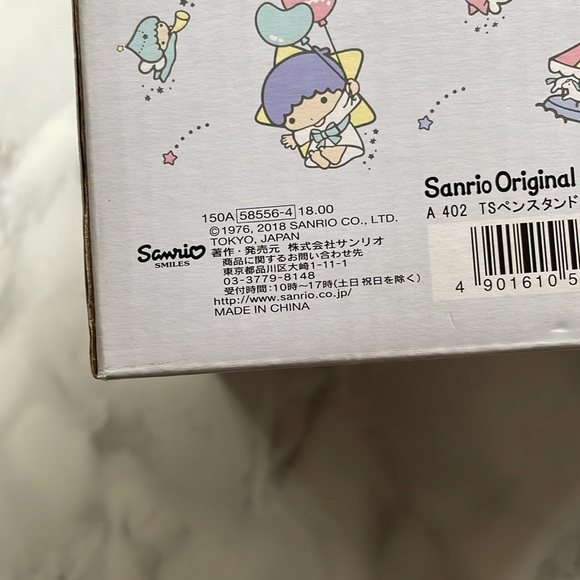 Sanrio Original
A 402 TSペンスタンド
4 901610 5
150A 58556-4 18.00
©1976, 2018 SANRIO CO., LTD.
TOKYO, JAPAN
Sanrio
SMILES
著作・発売元 株式会社サンリオ
商品に関するお問い合わせ先
東京都品川区大崎1-11-1
03-3779-8148
受付時間：10時〜17時(土日祝日を除く)
http://www.sanrio.co.jp/
MADE IN CHINA